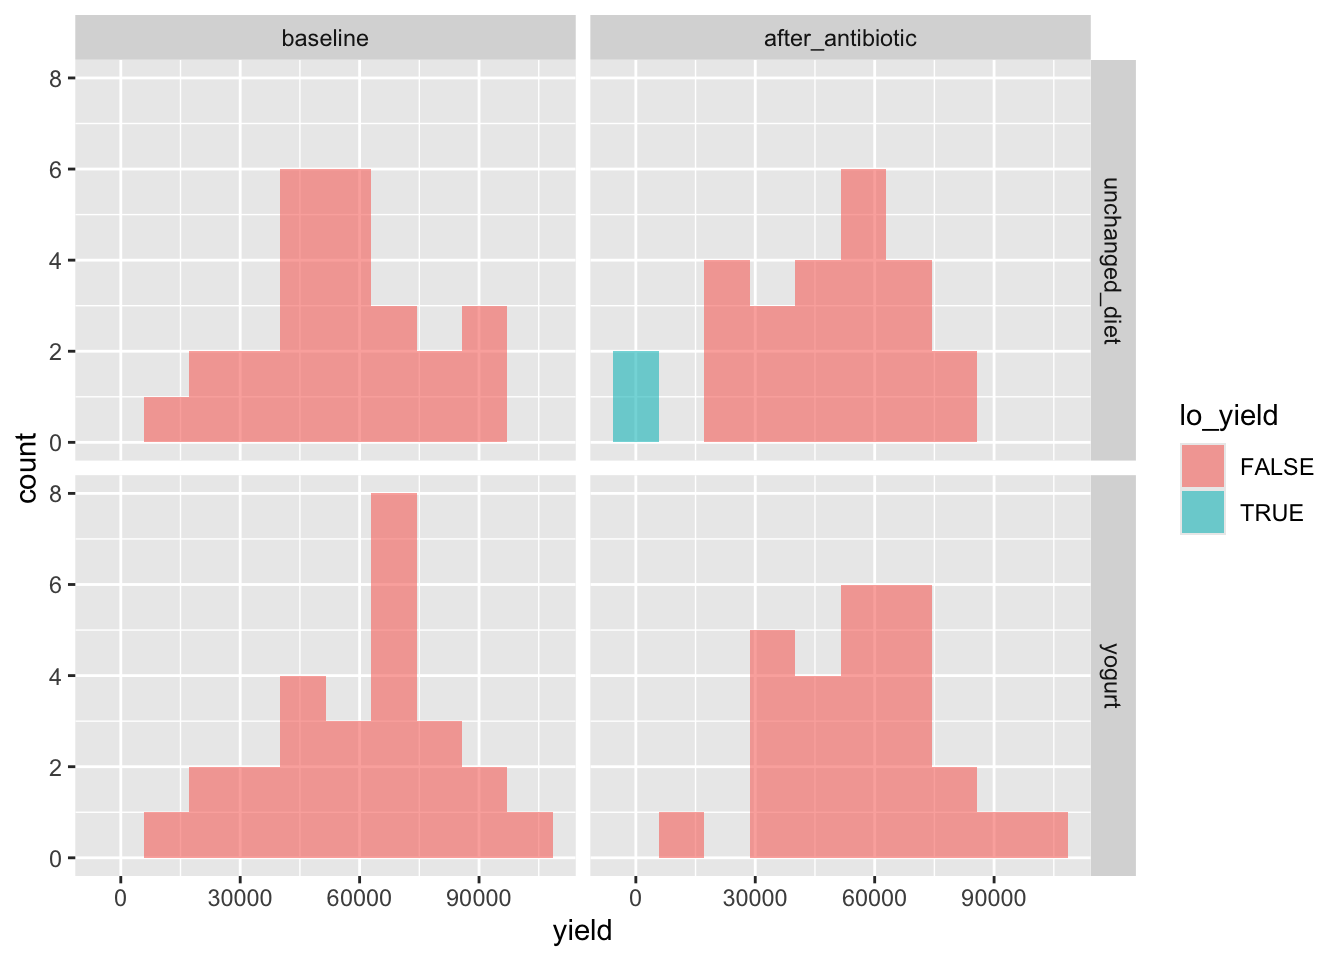 baseline
after_antibiotic
8
6
4
2
0
unchanged_diet
8
6
4
2
0
yogurt
count
0
30000
60000
90000
0
30000
60000
90000
yield
lo_yield
FALSE
TRUE